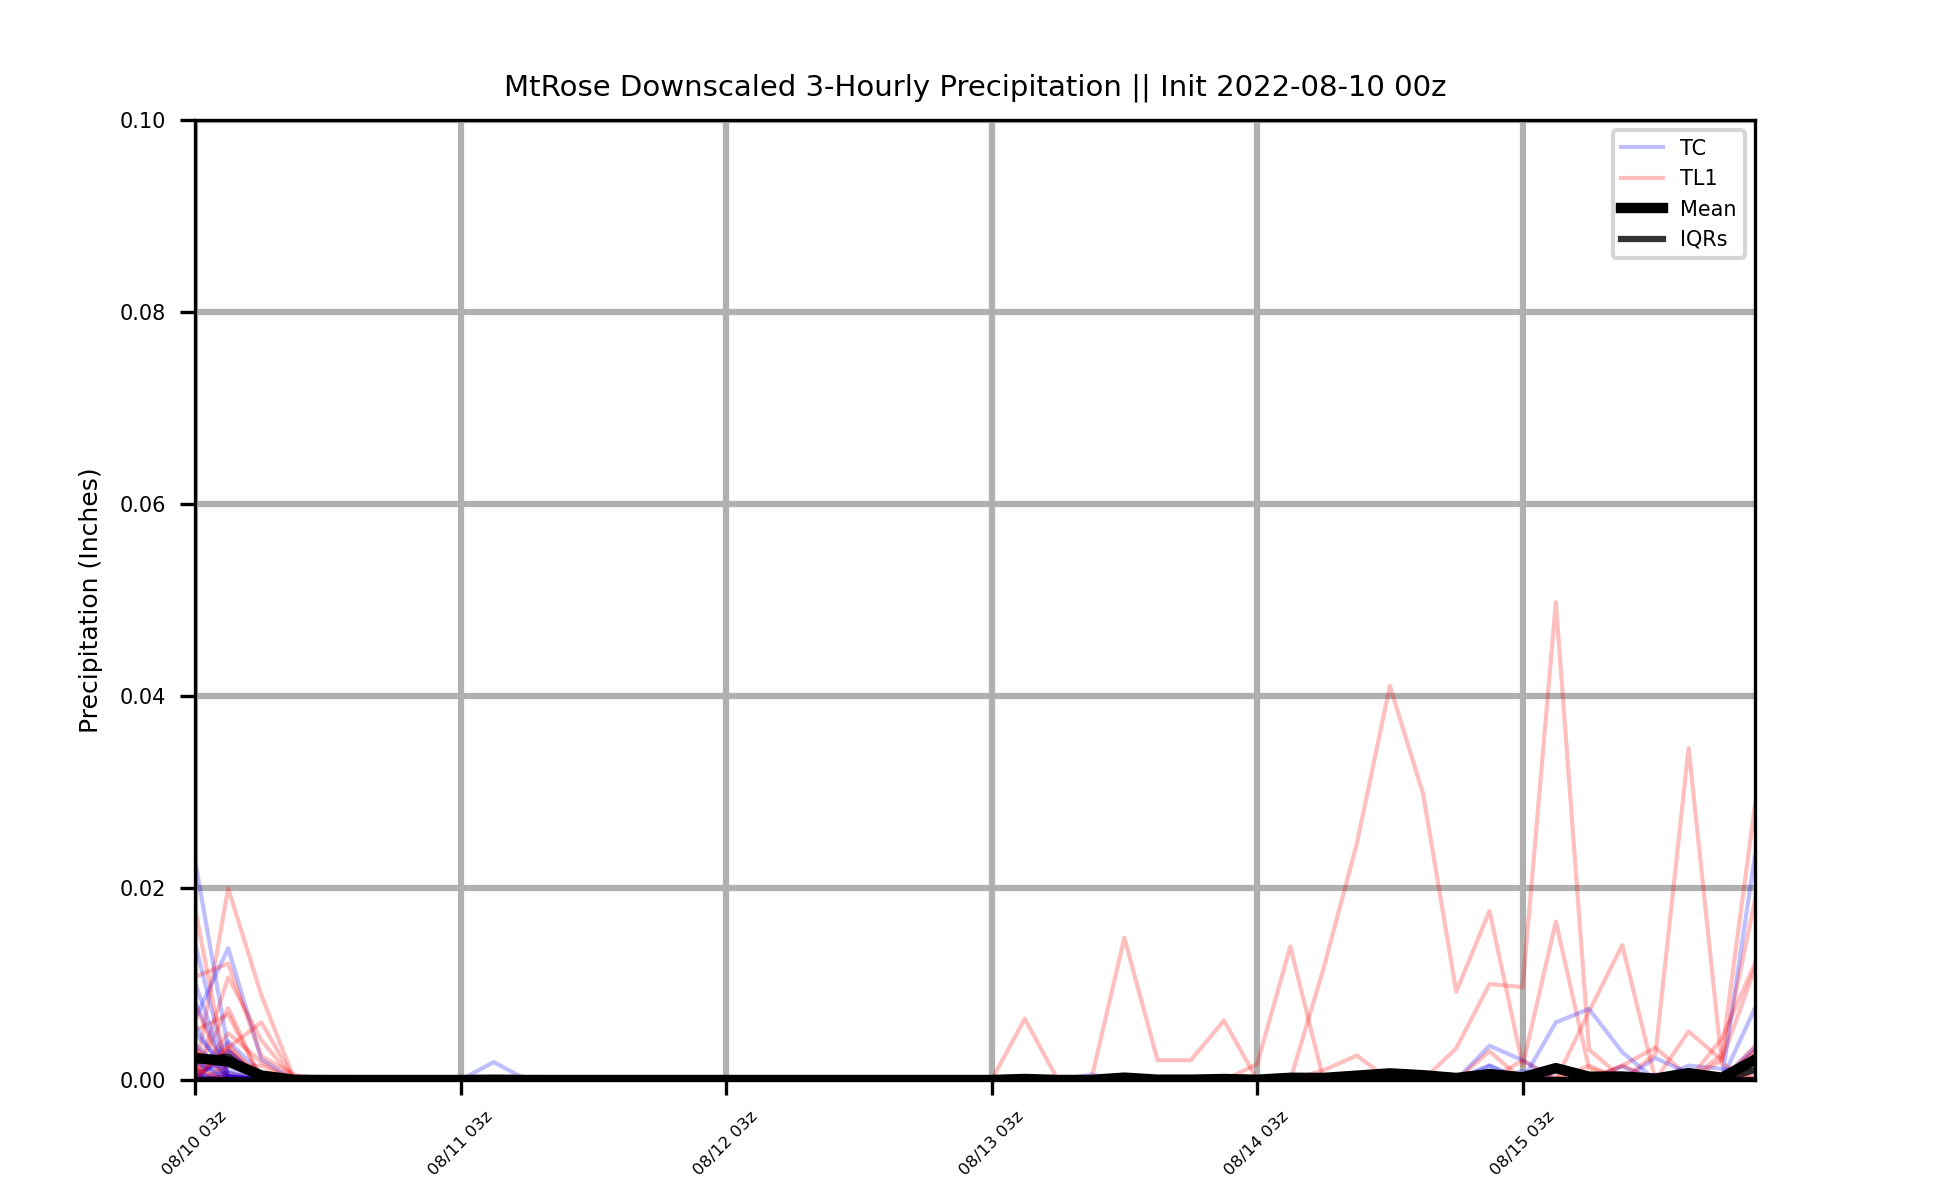 MtRose Downscaled 3-Hourly Precipitation || Init 2022-08-10 00z
0.10
0.08
0.06
0.04
0.02
0.00
Precipitation (Inches)
TC
TL1
Mean
IQRs
08/10 03z
08/11 03z
08/12 03z
08/13 03z
08/14 03z
08/15 03z